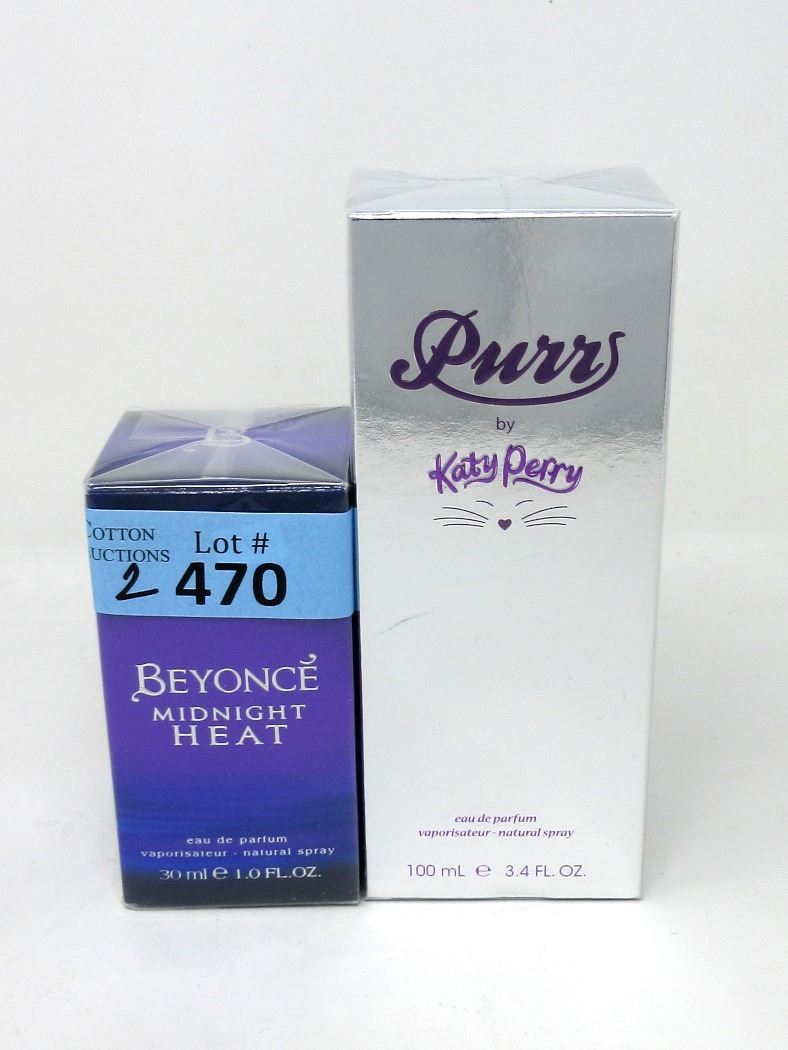 COTTON
AUCTIONS
Lot #
2 470
BEYONCÉ
MIDNIGHT
HEAT
eau de parfum
vaporisateur - natural spray
30 ml e 1.0 FL.OZ.
Purr
by
Katy Perry
eau de parfum
vaporisateur - natural spray
100 mL e 3.4 FL. OZ.